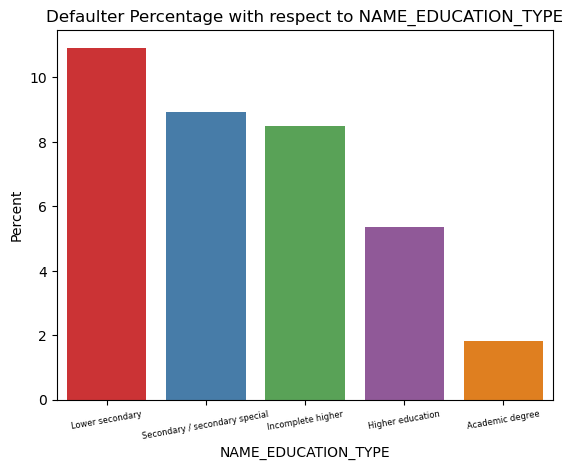 Defaulter Percentage with respect to NAME_EDUCATION_TYPE
10
8
6
4
2
0
Percent
Lower secondary
Secondary / secondary special
Incomplete higher
Higher education
Academic degree
NAME_EDUCATION_TYPE